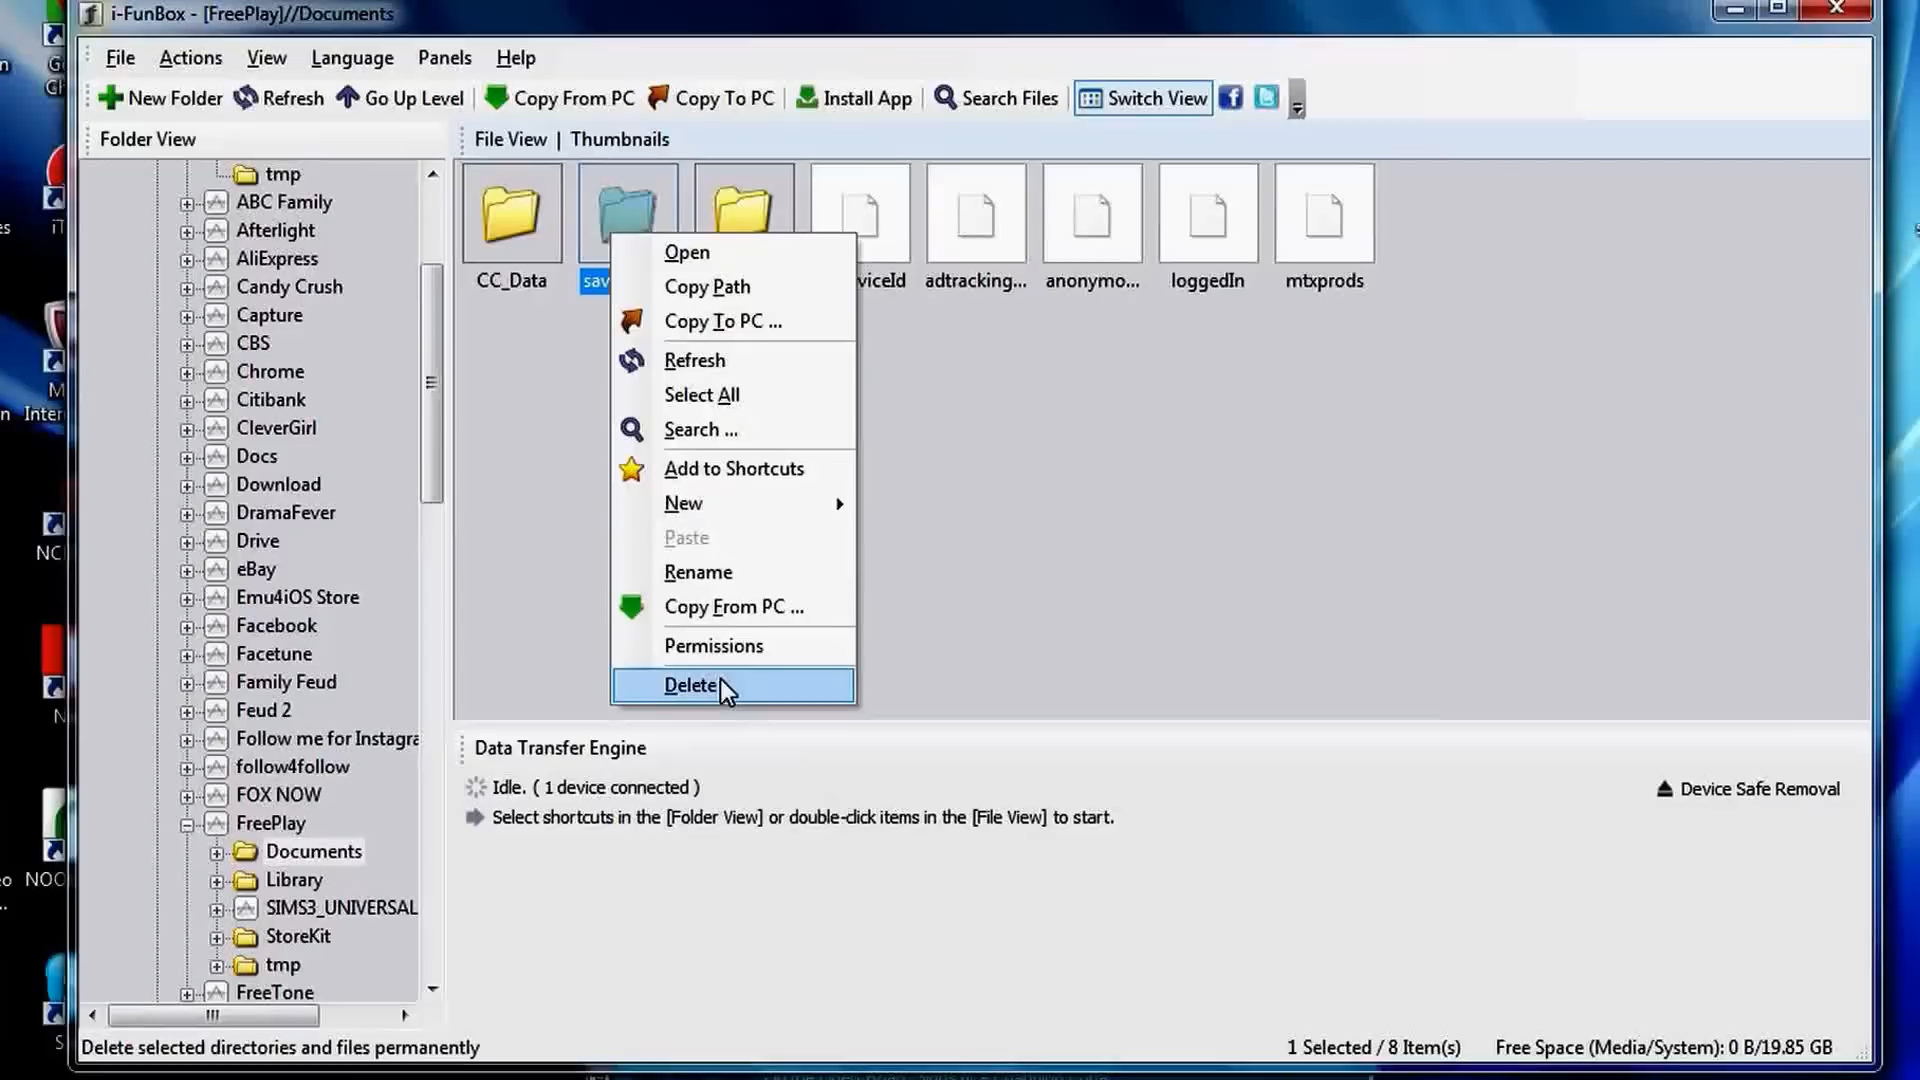 i-FunBox - [FreePlay]//Documents
File Actions View Language Panels Help
New Folder Refresh Go Up Level Copy From PC Copy To PC Install App Search Files Switch View
Folder View
File View | Thumbnails
tmp
ABC Family
Afterlight
AliExpress
Candy Crush
Capture
CBS
Chrome
Citibank
CleverGirl
Docs
Download
DramaFever
Drive
eBay
Emu4iOS Store
Facebook
Facetune
Family Feud
Feud 2
Follow me for Instagra
follow4follow
FOX NOW
FreePlay
Documents
Library
SIMS3_UNIVERSAL
StoreKit
tmp
FreeTone
CC_Data sav viceId adtracking... anonymo... loggedIn mtxprods
Open
Copy Path
Copy To PC ...
Refresh
Select All
Search ...
Add to Shortcuts
New
Paste
Rename
Copy From PC ...
Permissions
Delete
Data Transfer Engine
Idle. ( 1 device connected )
Device Safe Removal
Select shortcuts in the [Folder View] or double-click items in the [File View] to start.
Delete selected directories and files permanently
1 Selected / 8 Item(s)
Free Space (Media/System): 0 B/19.85 GB